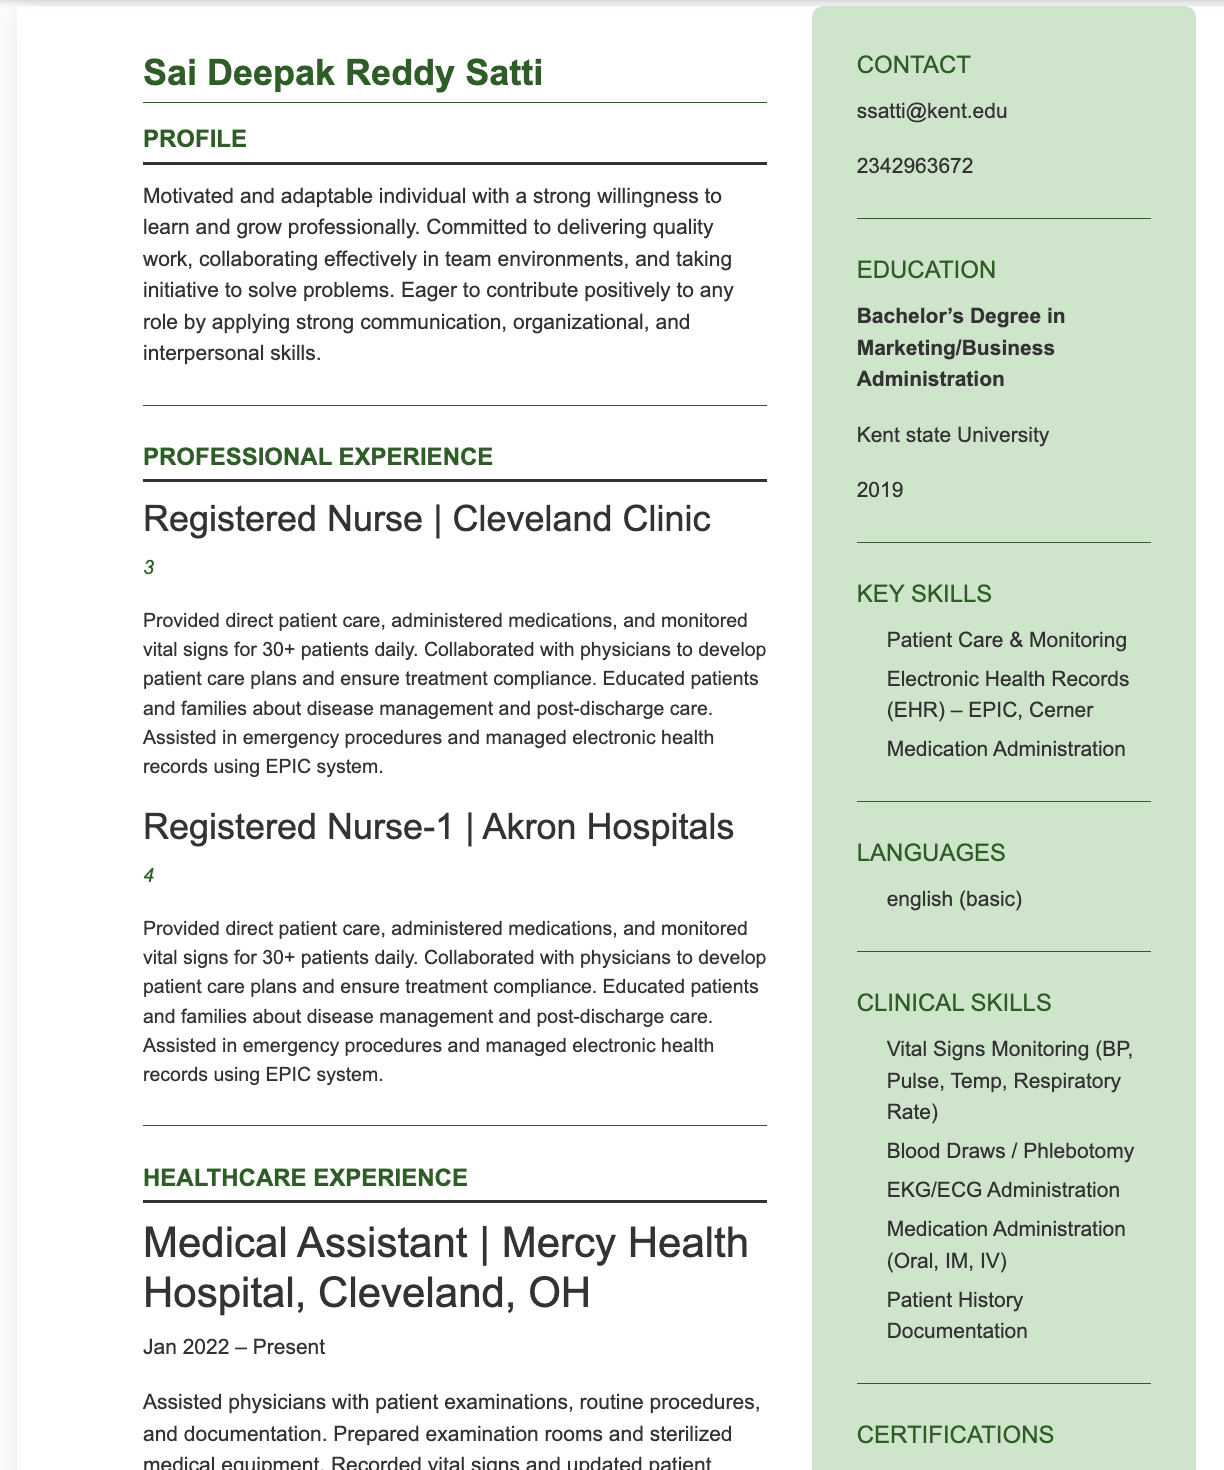 Sai Deepak Reddy Satti
PROFILE
Motivated and adaptable individual with a strong willingness to
learn and grow professionally. Committed to delivering quality
work, collaborating effectively in team environments, and taking
initiative to solve problems. Eager to contribute positively to any
role by applying strong communication, organizational, and
interpersonal skills.
PROFESSIONAL EXPERIENCE
Registered Nurse | Cleveland Clinic
3
Provided direct patient care, administered medications, and monitored
vital signs for 30+ patients daily. Collaborated with physicians to develop
patient care plans and ensure treatment compliance. Educated patients
and families about disease management and post-discharge care.
Assisted in emergency procedures and managed electronic health
records using EPIC system.
Registered Nurse-1 | Akron Hospitals
4
Provided direct patient care, administered medications, and monitored
vital signs for 30+ patients daily. Collaborated with physicians to develop
patient care plans and ensure treatment compliance. Educated patients
and families about disease management and post-discharge care.
Assisted in emergency procedures and managed electronic health
records using EPIC system.
HEALTHCARE EXPERIENCE
Medical Assistant | Mercy Health
Hospital, Cleveland, OH
Jan 2022 – Present
Assisted physicians with patient examinations, routine procedures,
and documentation. Prepared examination rooms and sterilized
medical equipment. Recorded vital signs and updated patient
CONTACT
ssatti@kent.edu
2342963672
EDUCATION
Bachelor’s Degree in
Marketing/Business
Administration
Kent state University
2019
KEY SKILLS
Patient Care & Monitoring
Electronic Health Records
(EHR) – EPIC, Cerner
Medication Administration
LANGUAGES
english (basic)
CLINICAL SKILLS
Vital Signs Monitoring (BP,
Pulse, Temp, Respiratory
Rate)
Blood Draws / Phlebotomy
EKG/ECG Administration
Medication Administration
(Oral, IM, IV)
Patient History
Documentation
CERTIFICATIONS